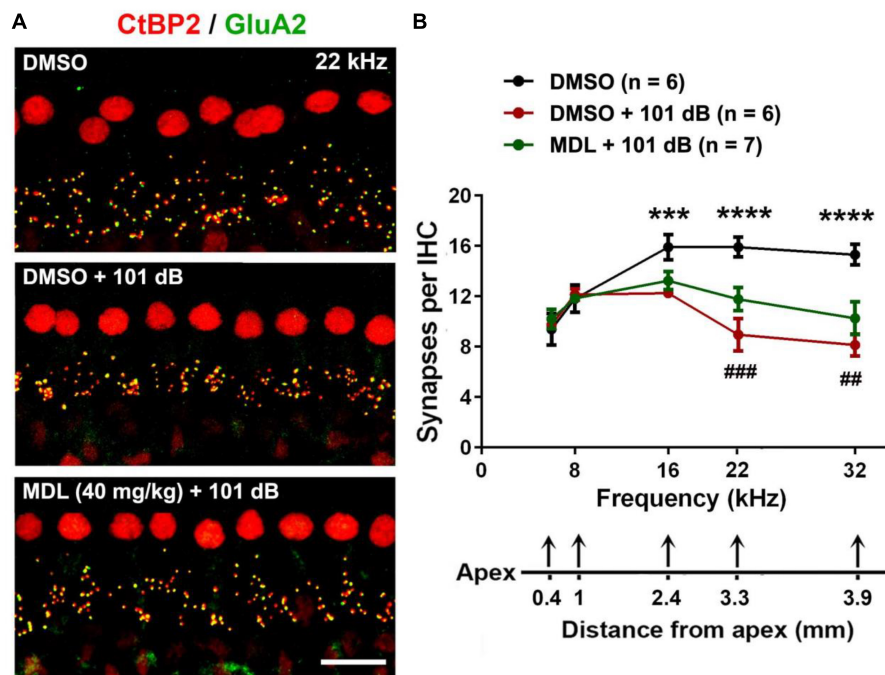 A
CtBP2 / GluA2
DMSO
22 kHz
DMSO + 101 dB
MDL (40 mg/kg) + 101 dB
B
DMSO (n = 6)
DMSO + 101 dB (n = 6)
MDL + 101 dB (n = 7)
Synapses per IHC
20
16
12
8
4
0
***
****
****
###
##
0 8 16 22 32
Frequency (kHz)
Apex
0.4 1 2.4 3.3 3.9
Distance from apex (mm)